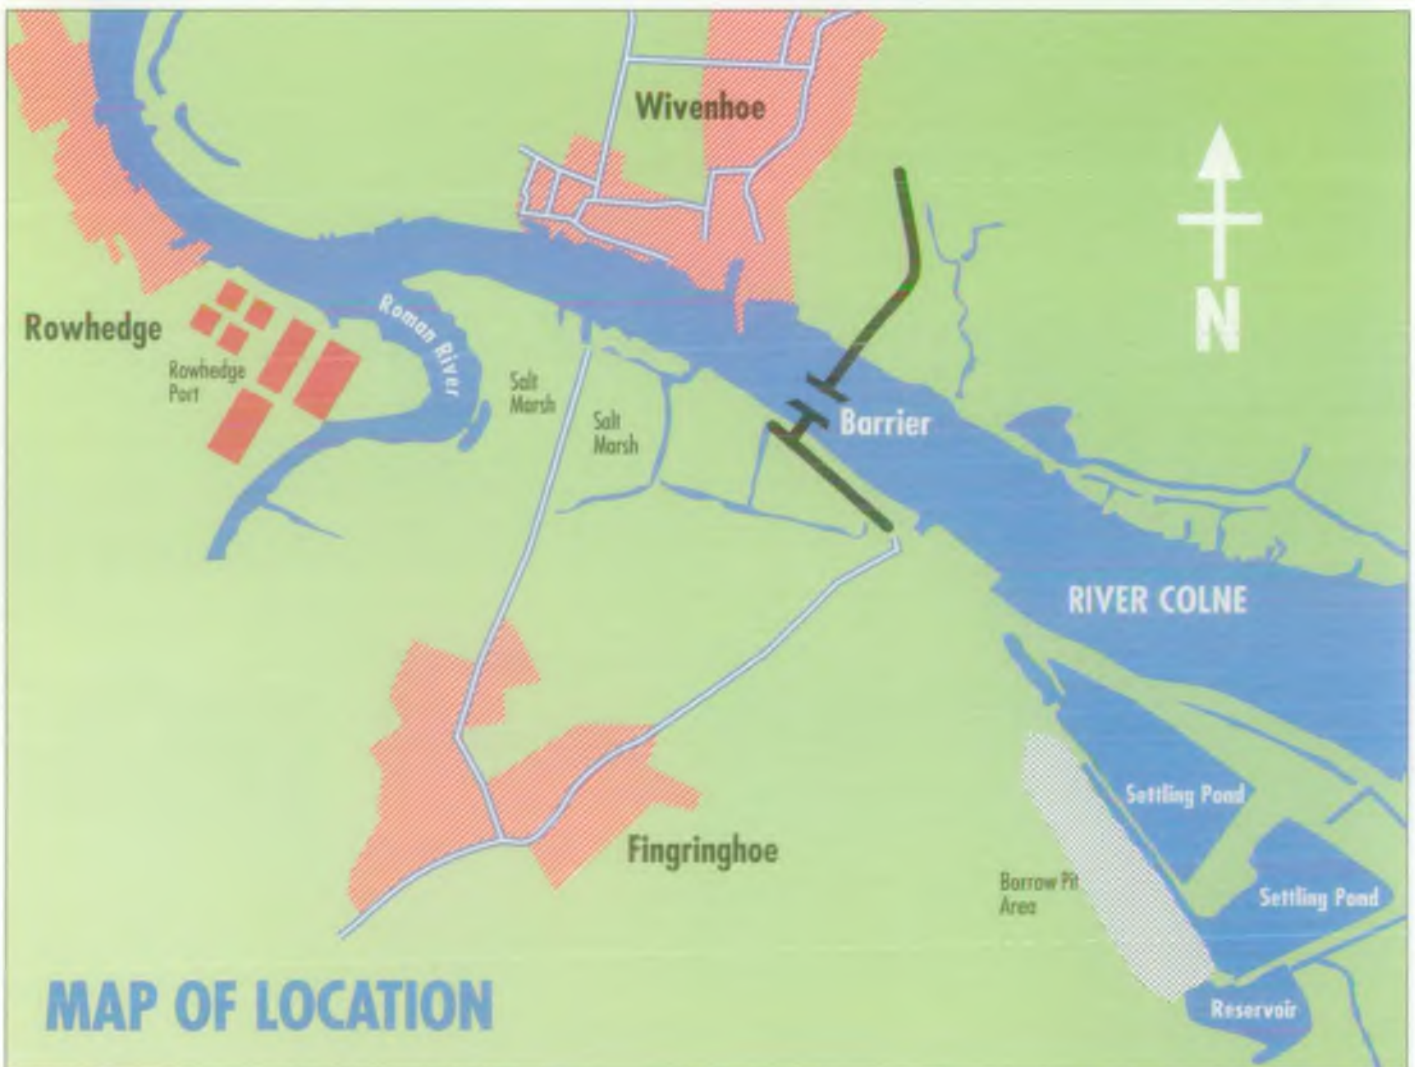 Wivenhoe
N
Rowhedge
Rowhedge
Port
Roman River
Salt
Marsh
Salt
Marsh
Barrier
RIVER COLNE
Settling Pond
Fingringhoe
Borrow Pit
Area
Settling Pond
MAP OF LOCATION
Reservoir